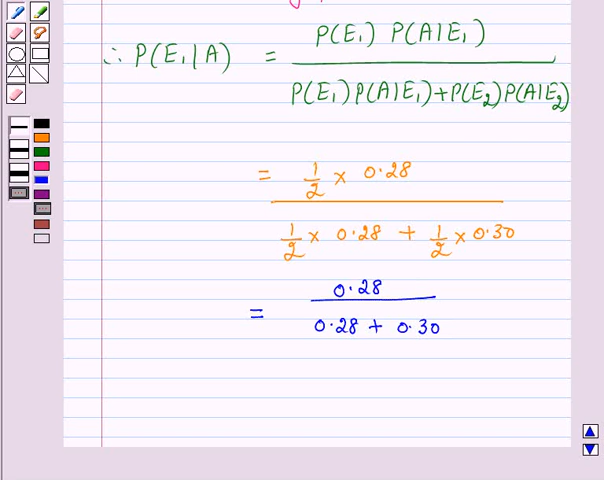 ∴ P(E₁|A) = P(E₁) P(A|E₁)
P(E₁)P(A|E₁)+P(E₂)P(A|E₂)
= 1/2 × 0.28
1/2 × 0.28 + 1/2 × 0.30
= 0.28
0.28 + 0.30